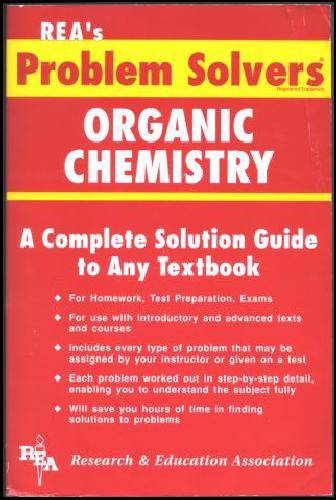 REA's
Problem Solvers®
Registered Trademark
ORGANIC
CHEMISTRY
A Complete Solution Guide
to Any Textbook
For Homework, Test Preparation, Exams
For use with introductory and advanced texts
and courses
Includes every type of problem that may be
assigned by your instructor or given on a test
Each problem worked out in step-by-step detail,
enabling you to understand the subject fully
Will save you hours of time in finding
solutions to problems
REA
Research & Education Association